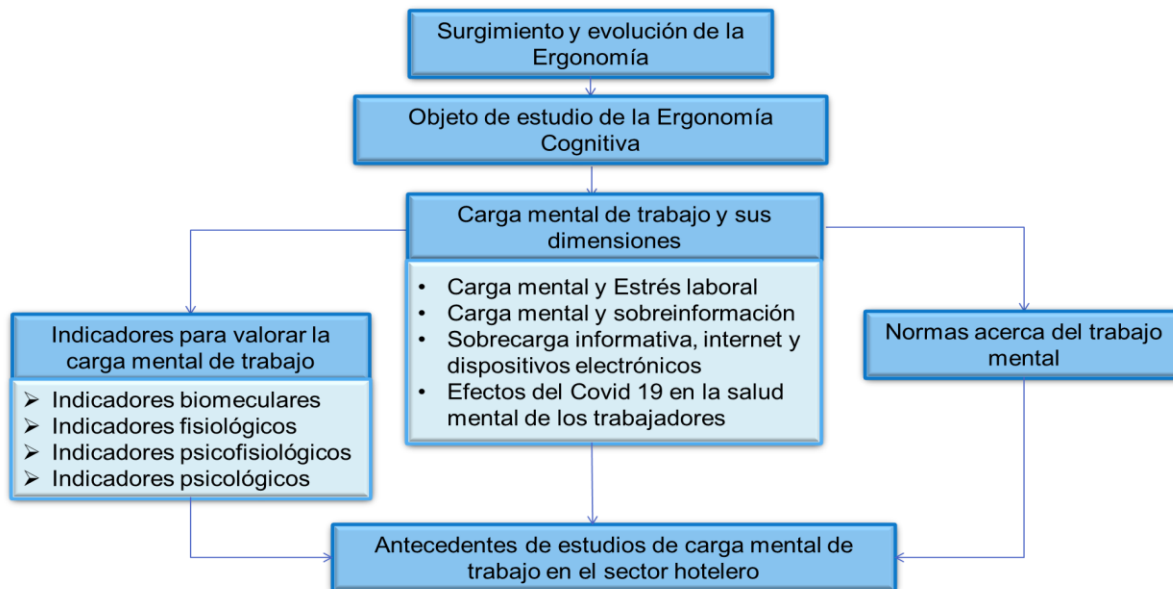 Surgimiento y evolución de la
Ergonomía
Objeto de estudio de la Ergonomía
Cognitiva
Carga mental de trabajo y sus
dimensiones
• Carga mental y Estrés laboral
• Carga mental y sobreinformación
• Sobrecarga informativa, internet y
dispositivos electrónicos
• Efectos del Covid 19 en la salud
mental de los trabajadores
Indicadores para valorar la
carga mental de trabajo
➢ Indicadores biomeculares
➢ Indicadores fisiológicos
➢ Indicadores psicofisiológicos
➢ Indicadores psicológicos
Normas acerca del trabajo
mental
Antecedentes de estudios de carga mental de
trabajo en el sector hotelero